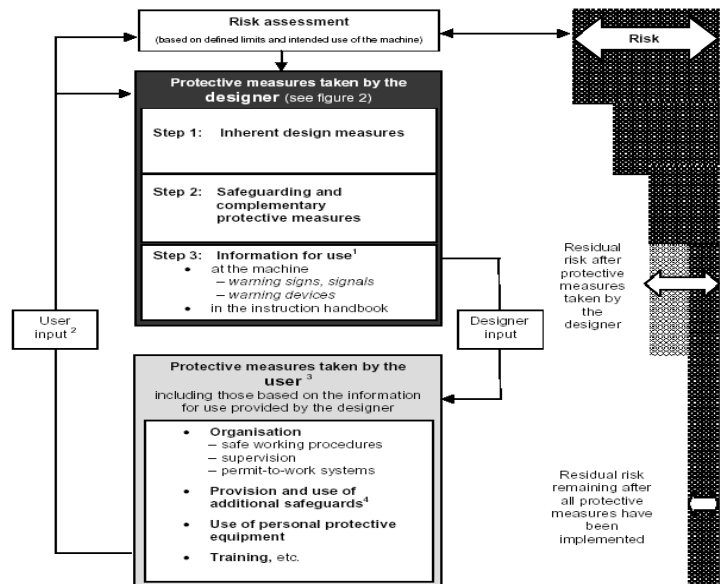 Risk assessment
(based on defined limits and intended use of the machine)
Risk
Protective measures taken by the
designer (see figure 2)
Step 1: Inherent design measures
Step 2: Safeguarding and
complementary
protective measures
Step 3: Information for use¹
• at the machine
– warning signs, signals
– warning devices
• in the instruction handbook
Residual
risk after
protective
measures
taken by
the
designer
User
input ²
Designer
input
Protective measures taken by the
user ³
including those based on the information
for use provided by the designer
• Organisation
– safe working procedures
– supervision
– permit-to-work systems
• Provision and use of
additional safeguards⁴
• Use of personal protective
equipment
• Training, etc.
Residual risk
remaining after
all protective
measures have
been
implemented